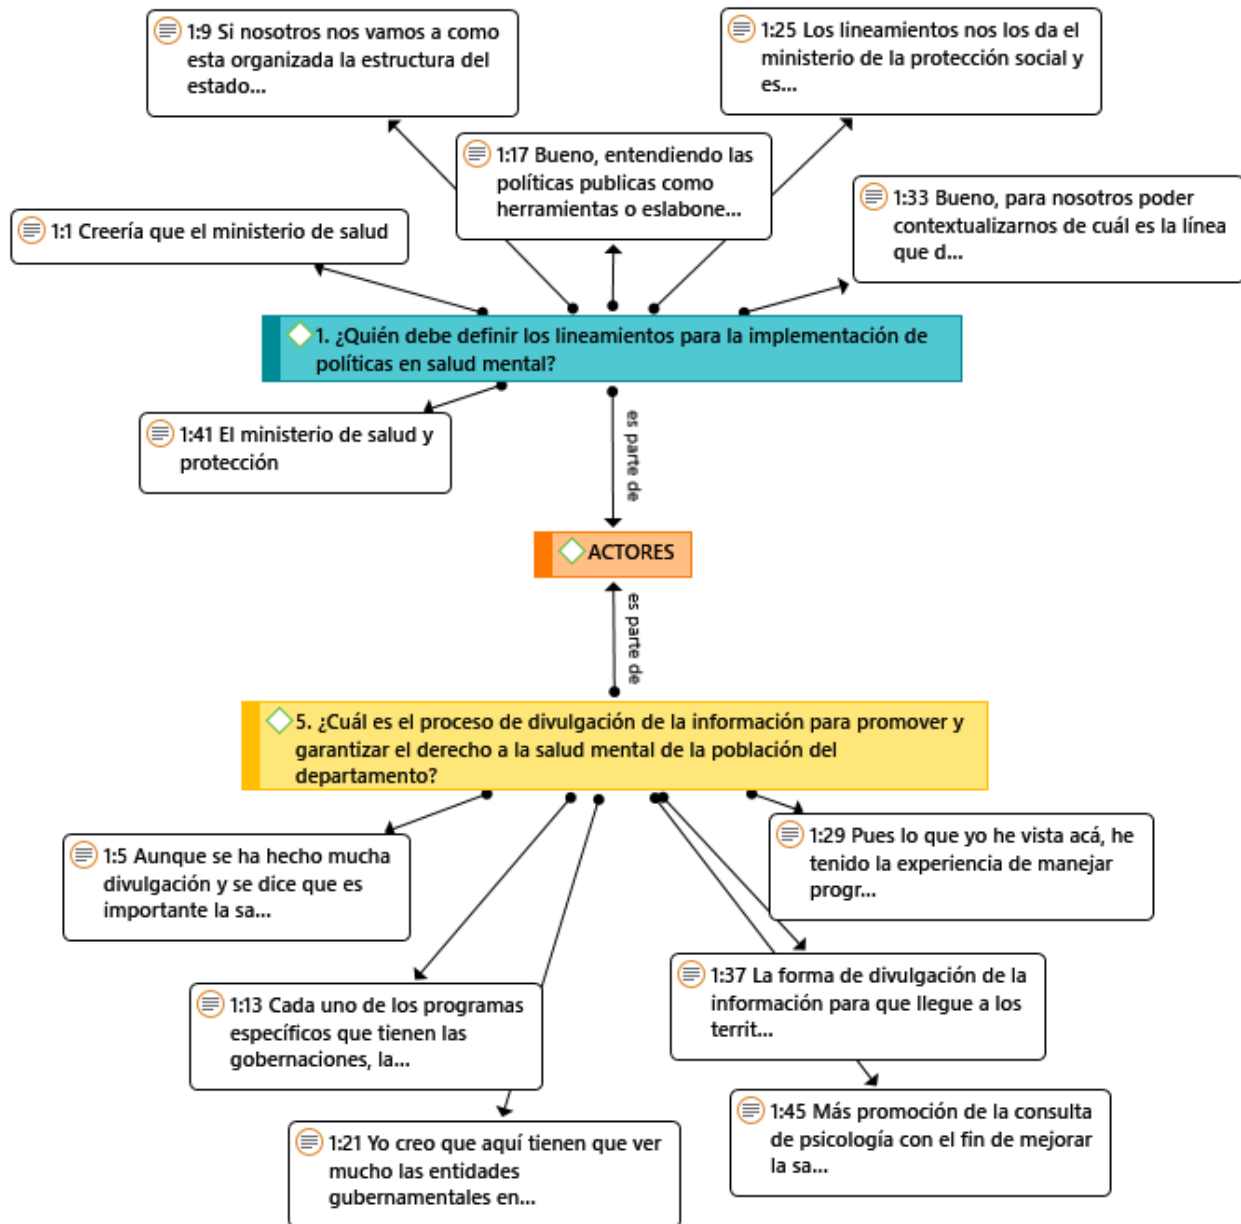 1:9 Si nosotros nos vamos a como
esta organizada la estructura del
estado...
1:25 Los lineamientos nos los da el
ministerio de la protección social y
es...
1:17 Bueno, entendiendo las
políticas publicas como
herramientas o eslabone...
1:33 Bueno, para nosotros poder
contextualizarnos de cuál es la línea
que d...
1:1 Creería que el ministerio de salud
1. ¿Quién debe definir los lineamientos para la implementación de
políticas en salud mental?
1:41 El ministerio de salud y
protección
es parte de
ACTORES
es parte de
5. ¿Cuál es el proceso de divulgación de la información para promover y
garantizar el derecho a la salud mental de la población del
departamento?
1:5 Aunque se ha hecho mucha
divulgación y se dice que es
importante la sa...
1:29 Pues lo que yo he vista acá, he
tenido la experiencia de manejar
progr...
1:13 Cada uno de los programas
específicos que tienen las
gobernaciones, la...
1:37 La forma de divulgación de la
información para que llegue a los
territ...
1:21 Yo creo que aquí tienen que ver
mucho las entidades
gubernamentales en...
1:45 Más promoción de la consulta
de psicología con el fin de mejorar
la sa...